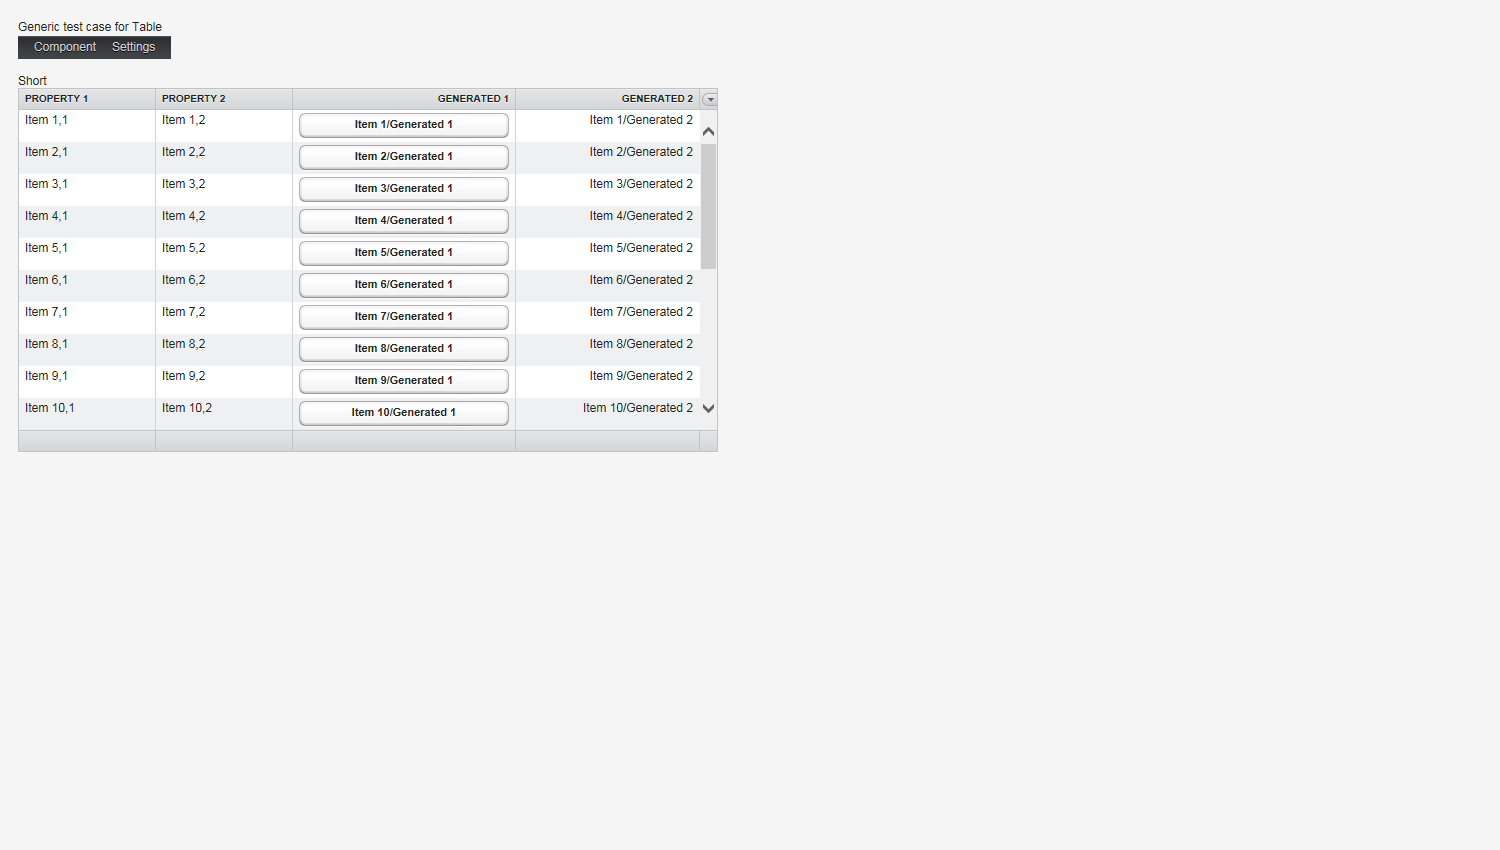 Generic test case for Table
Component Settings
Short
PROPERTY 1 PROPERTY 2 GENERATED 1 GENERATED 2
Item 1,1 Item 1,2 Item 1/Generated 1 Item 1/Generated 2
Item 2,1 Item 2,2 Item 2/Generated 1 Item 2/Generated 2
Item 3,1 Item 3,2 Item 3/Generated 1 Item 3/Generated 2
Item 4,1 Item 4,2 Item 4/Generated 1 Item 4/Generated 2
Item 5,1 Item 5,2 Item 5/Generated 1 Item 5/Generated 2
Item 6,1 Item 6,2 Item 6/Generated 1 Item 6/Generated 2
Item 7,1 Item 7,2 Item 7/Generated 1 Item 7/Generated 2
Item 8,1 Item 8,2 Item 8/Generated 1 Item 8/Generated 2
Item 9,1 Item 9,2 Item 9/Generated 1 Item 9/Generated 2
Item 10,1 Item 10,2 Item 10/Generated 1 Item 10/Generated 2